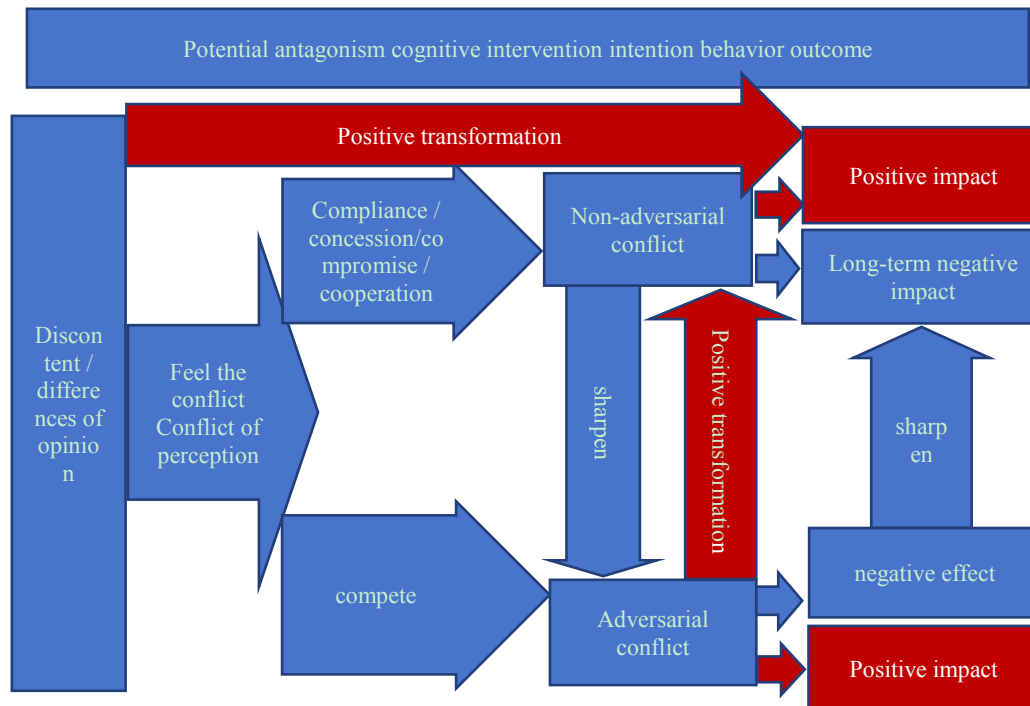 Potential antagonism cognitive intervention intention behavior outcome
Positive transformation
Positive impact
Compliance /
concession/co
mpromise /
cooperation
Non-adversarial
conflict
Long-term negative
impact
Discon
tent /
differe
nces of
opinio
n
Feel the
conflict
Conflict of
perception
sharpen
Positive transformation
sharp
en
compete
Adversarial
conflict
negative effect
Positive impact